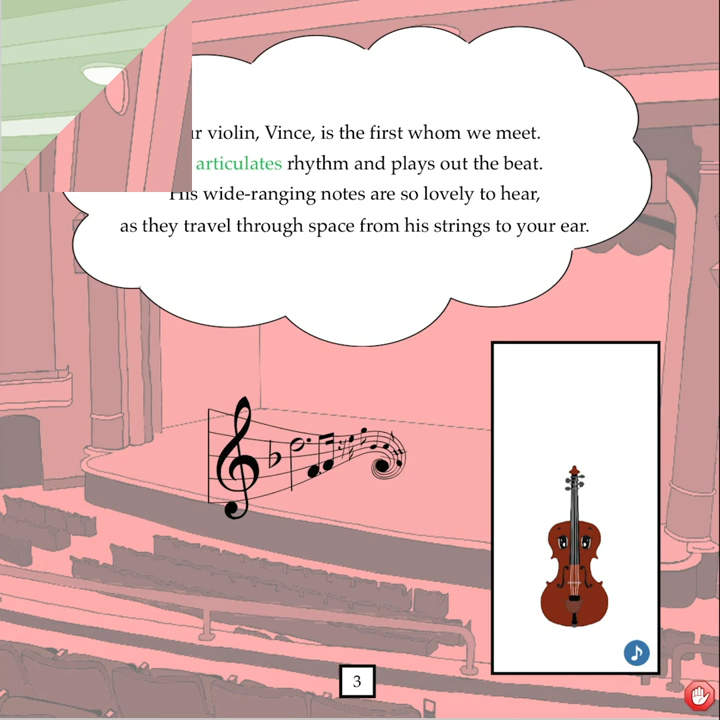 violin, Vince, is the first whom we meet.
articulates rhythm and plays out the beat.
His wide-ranging notes are so lovely to hear,
as they travel through space from his strings to your ear.
3